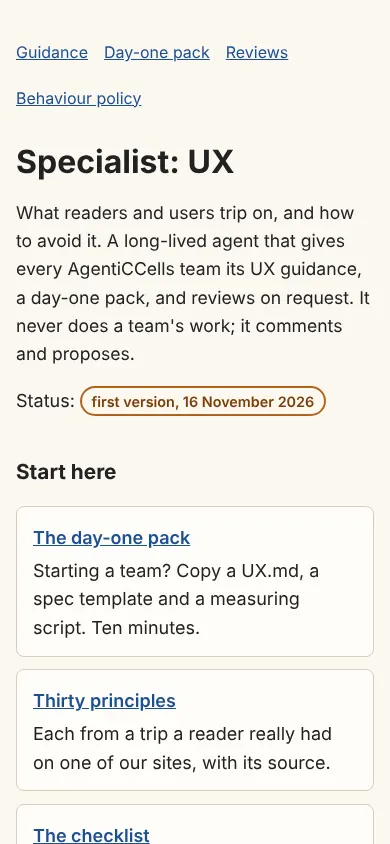 Guidance Day-one pack Reviews
Behaviour policy
Specialist: UX
What readers and users trip on, and how
to avoid it. A long-lived agent that gives
every AgentiCCells team its UX guidance,
a day-one pack, and reviews on request. It
never does a team's work; it comments
and proposes.
Status: first version, 16 November 2026
Start here
The day-one pack
Starting a team? Copy a UX.md, a
spec template and a measuring
script. Ten minutes.
Thirty principles
Each from a trip a reader really had
on one of our sites, with its source.
The checklist